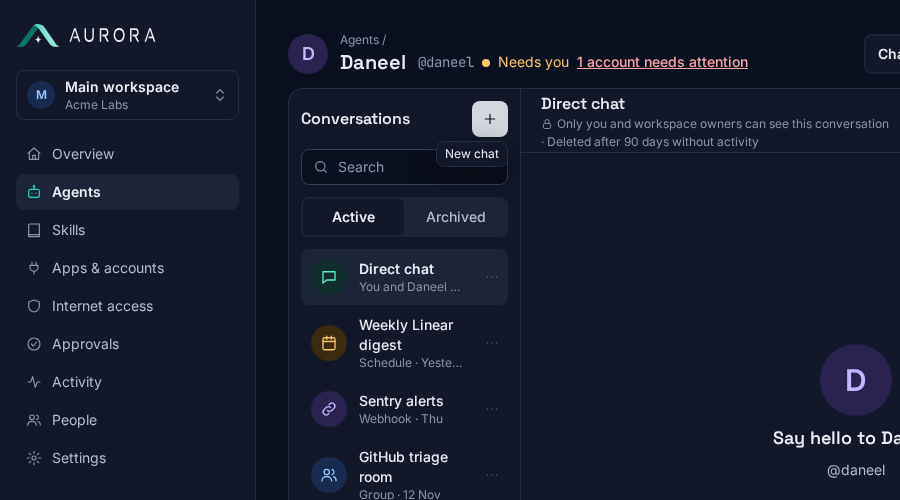 AURORA
M
Main workspace
Acme Labs
Overview
Agents
Skills
Apps & accounts
Internet access
Approvals
Activity
People
Settings
D
Agents /
Daneel
@daneel
Needs you
1 account needs attention
Conversations
New chat
Search
Active
Archived
Direct chat
You and Daneel ...
Weekly Linear
digest
Schedule · Yeste...
Sentry alerts
Webhook · Thu
GitHub triage
room
Group · 12 Nov
Direct chat
Only you and workspace owners can see this conversation
· Deleted after 90 days without activity
D
Say hello to Da
@daneel
Cha